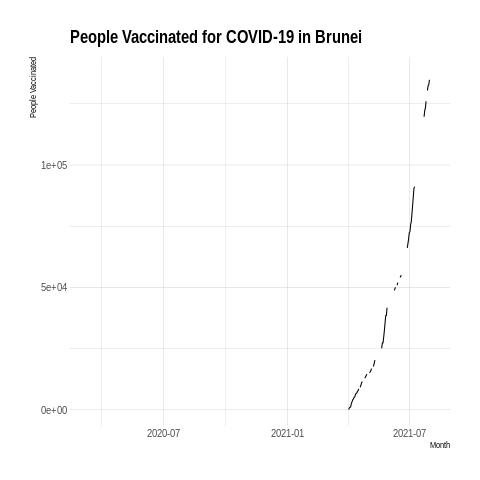 People Vaccinated for COVID-19 in Brunei
People Vaccinated
1e+05
5e+04
0e+00
2020-07
2021-01
2021-07
Month